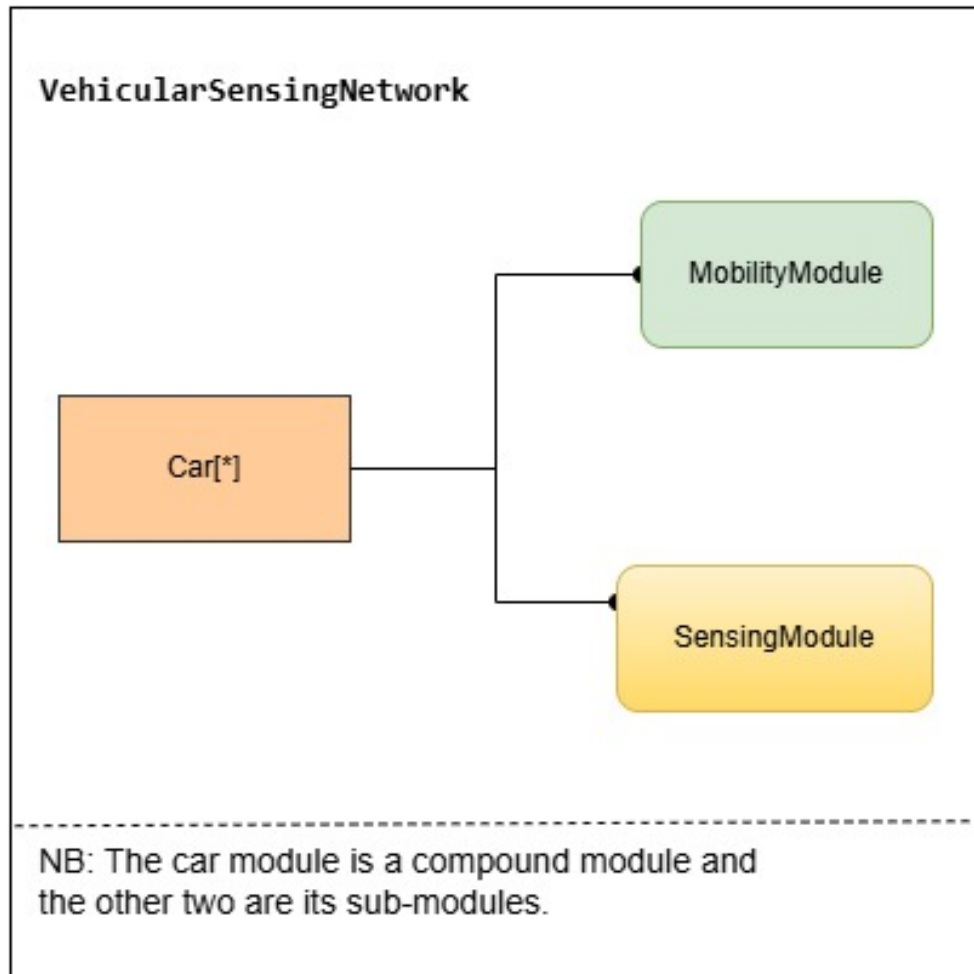 VehicularSensingNetwork
MobilityModule
Car[*]
SensingModule
NB: The car module is a compound module and
the other two are its sub-modules.